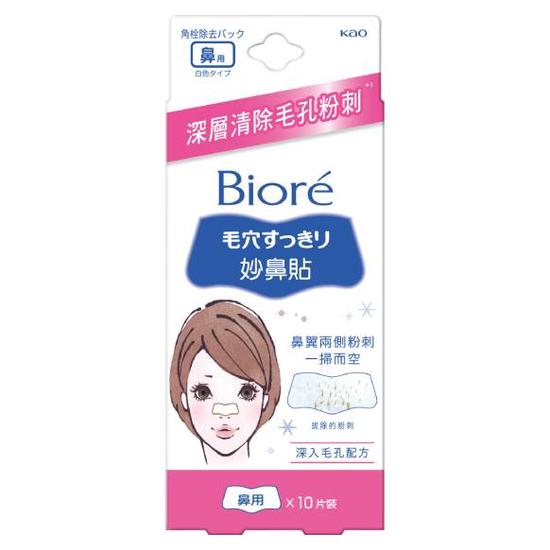 角栓除去パック
kao
鼻用
白色タイプ
深層清除毛孔粉刺*¹
Bioré
毛穴すっきり
妙鼻貼
鼻翼兩側粉刺
一掃而空
拔除的粉刺
深入毛孔配方
鼻用
×10片裝